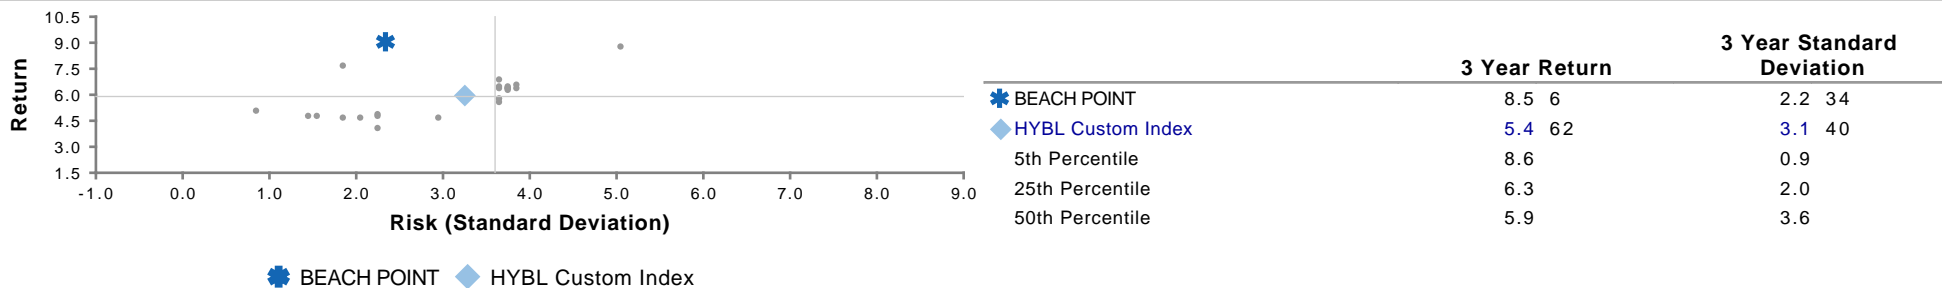 10.5
9.0
7.5
6.0
4.5
3.0
1.5
Return
-1.0 0.0 1.0 2.0 3.0 4.0 5.0 6.0 7.0 8.0 9.0
Risk (Standard Deviation)
BEACH POINT HYBL Custom Index
3 Year Return 3 Year Standard Deviation
BEACH POINT 8.5 6 2.2 34
HYBL Custom Index 5.4 62 3.1 40
5th Percentile 8.6 0.9
25th Percentile 6.3 2.0
50th Percentile 5.9 3.6